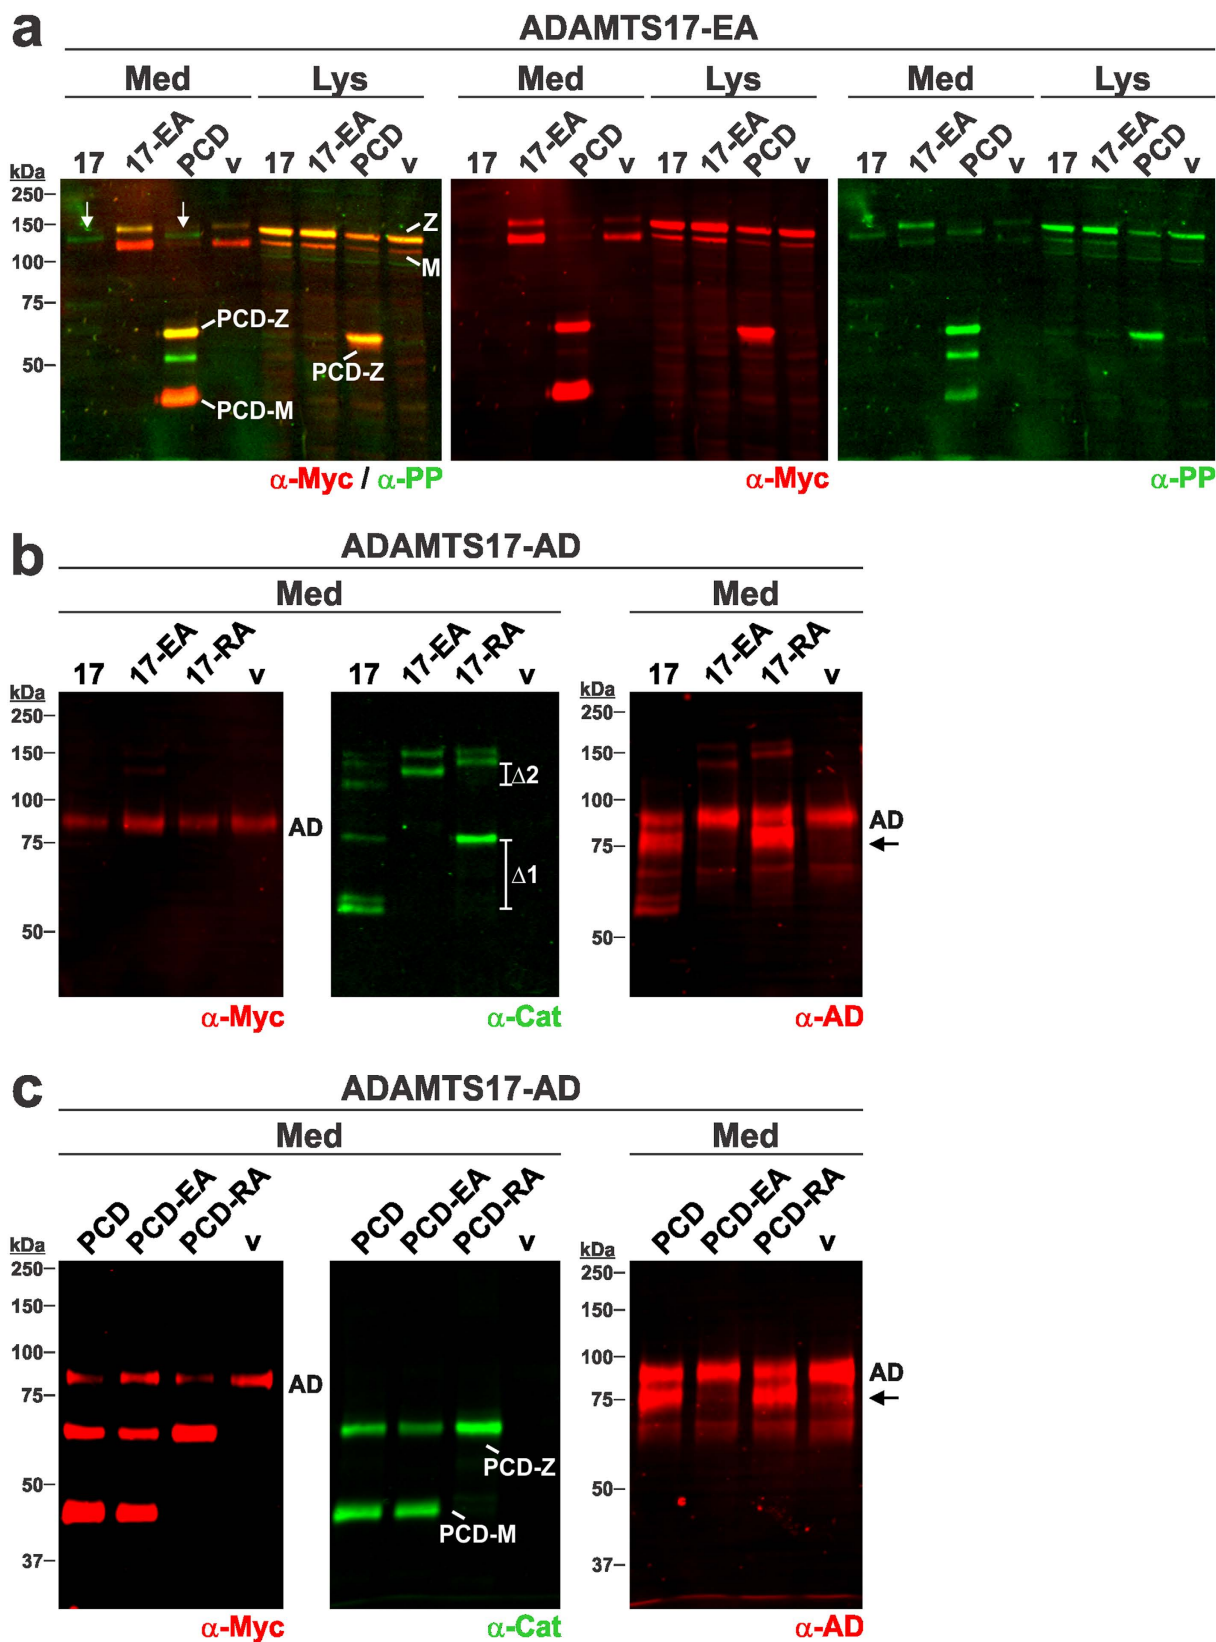 a
ADAMTS17-EA
Med Lys Med Lys Med Lys
17 17-EA PCD v 17 17-EA PCD v 17 17-EA PCD v 17 17-EA PCD v 17 17-EA PCD v 17 17-EA PCD v
kDa
250
150
100
75
50
Z
M
PCD-Z
PCD-Z
PCD-M
α-Myc / α-PP α-Myc α-PP
b
ADAMTS17-AD
Med Med
17 17-EA 17-RA v 17 17-EA 17-RA v 17 17-EA 17-RA v
kDa
250
150
100
75
50
AD
Δ2
Δ1
kDa
250
150
100
75
50
AD
α-Myc α-Cat α-AD
c
ADAMTS17-AD
Med Med
PCD PCD-EA PCD-RA v PCD PCD-EA PCD-RA v PCD PCD-EA PCD-RA v
kDa
250
150
100
75
50
37
AD
PCD-Z
PCD-M
kDa
250
150
100
75
50
37
AD
α-Myc α-Cat α-AD